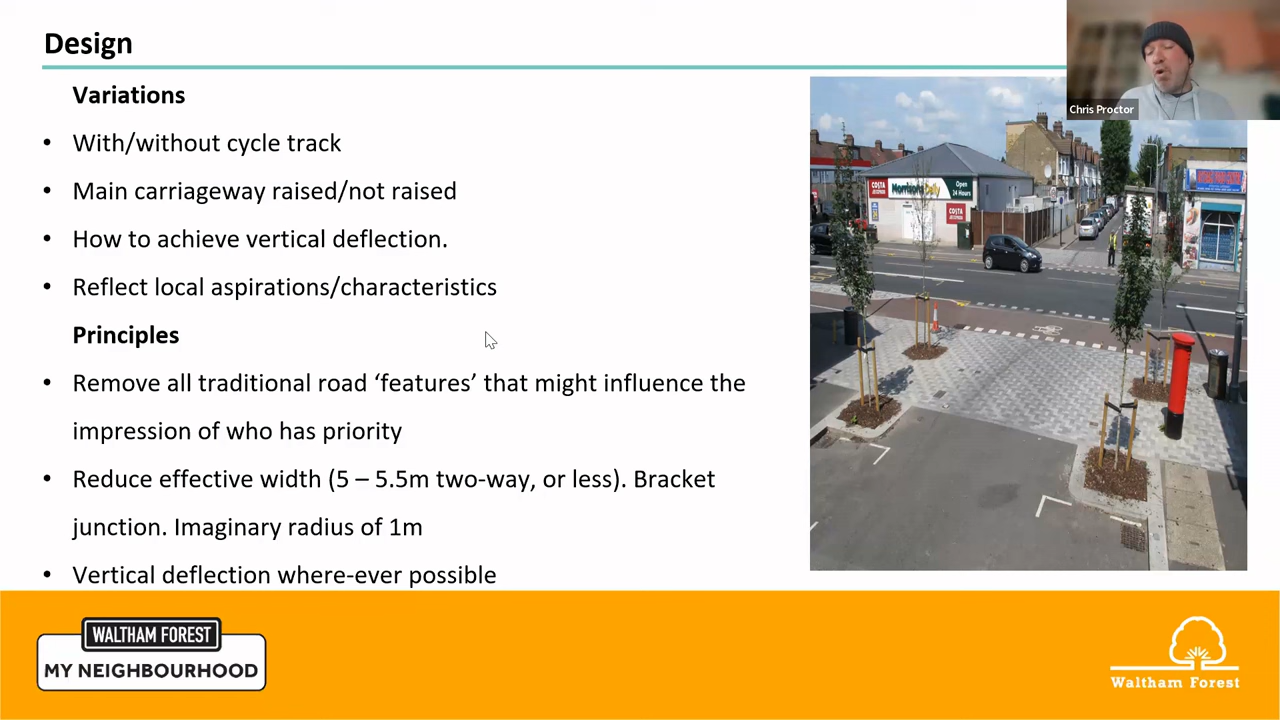 Design
Variations
• With/without cycle track
• Main carriageway raised/not raised
• How to achieve vertical deflection.
• Reflect local aspirations/characteristics
Principles
• Remove all traditional road ‘features’ that might influence the
impression of who has priority
• Reduce effective width (5 – 5.5m two-way, or less). Bracket
junction. Imaginary radius of 1m
• Vertical deflection where-ever possible
Chris Proctor
COSTA
Morrisons Daily
Open
24 Hours
COSTA
WALTHAM FOREST
MY NEIGHBOURHOOD
Waltham Forest